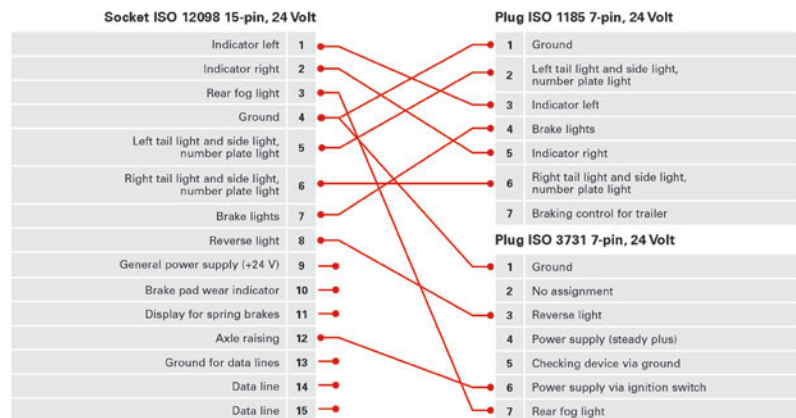 Socket ISO 12098 15-pin, 24 Volt
Indicator left 1
Indicator right 2
Rear fog light 3
Ground 4
Left tail light and side light,
number plate light 5
Right tail light and side light,
number plate light 6
Brake lights 7
Reverse light 8
General power supply (+24 V) 9
Brake pad wear indicator 10
Display for spring brakes 11
Axle raising 12
Ground for data lines 13
Data line 14
Data line 15
Plug ISO 1185 7-pin, 24 Volt
1 Ground
2 Left tail light and side light,
number plate light
3 Indicator left
4 Brake lights
5 Indicator right
6 Right tail light and side light,
number plate light
7 Braking control for trailer
Plug ISO 3731 7-pin, 24 Volt
1 Ground
2 No assignment
3 Reverse light
4 Power supply (steady plus)
5 Checking device via ground
6 Power supply via ignition switch
7 Rear fog light